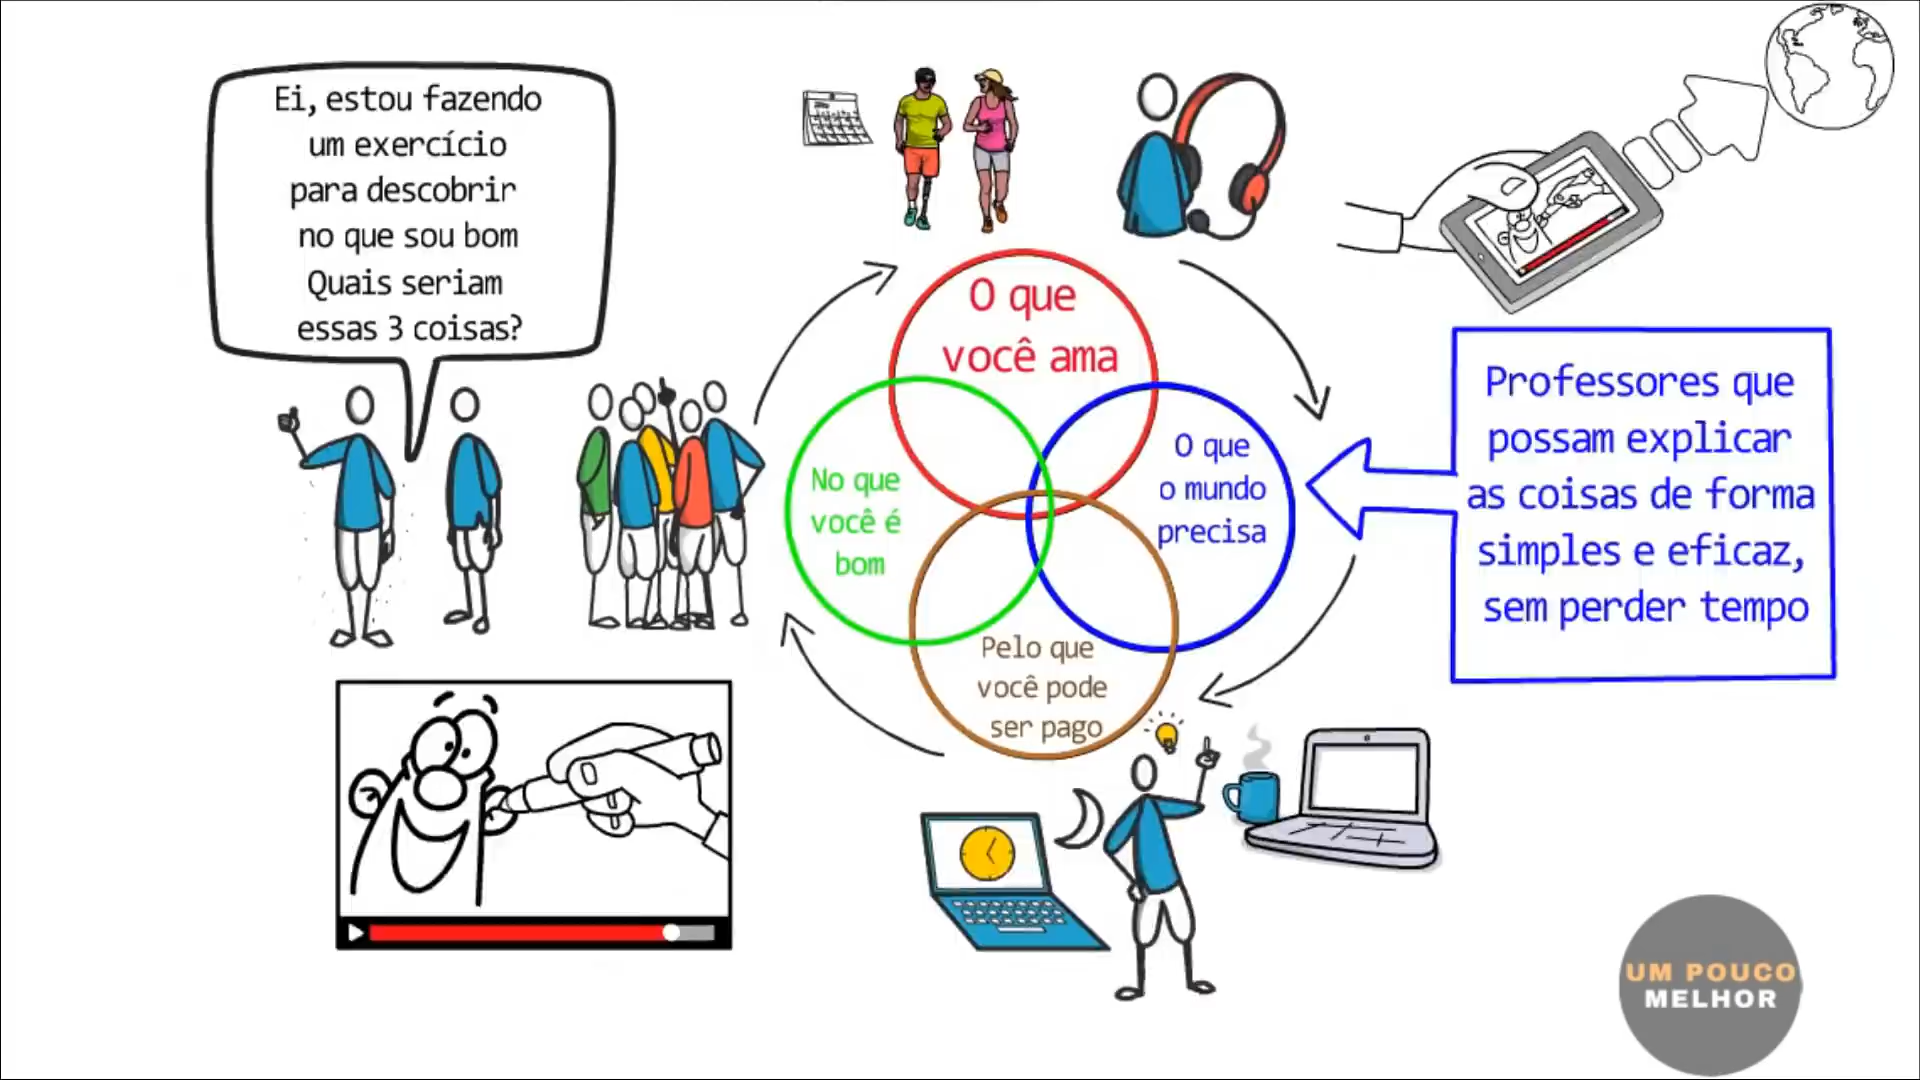 Ei, estou fazendo
um exercício
para descobrir
no que sou bom
Quais seriam
essas 3 coisas?
O que
você ama
No que
você é
bom
O que
o mundo
precisa
Pelo que
você pode
ser pago
Professores que
possam explicar
as coisas de forma
simples e eficaz,
sem perder tempo
UM POUCO
MELHOR